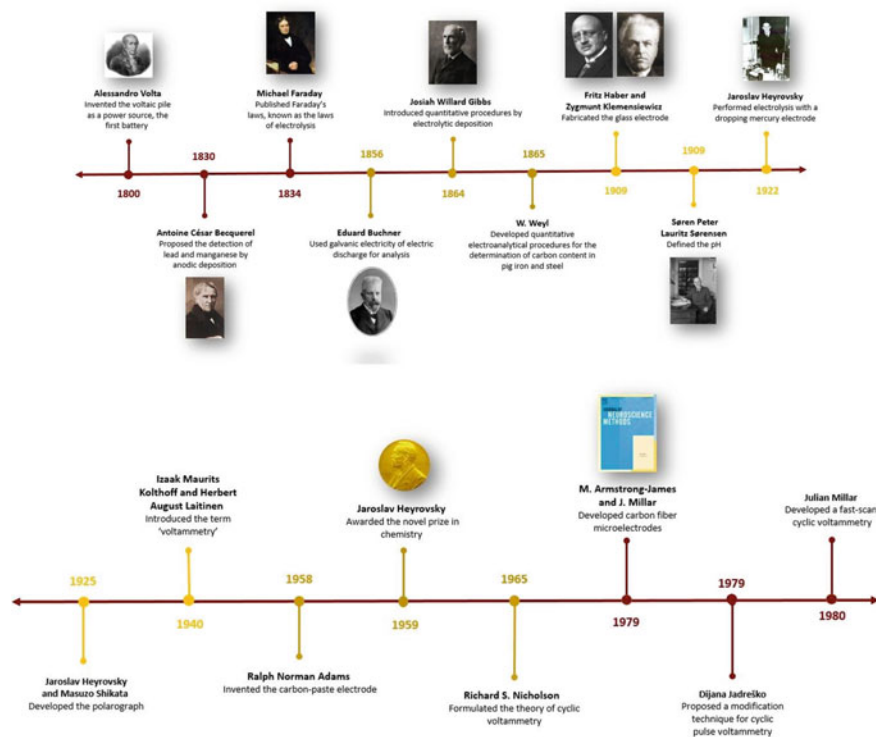 Alessandro Volta
Invented the voltaic pile
as a power source, the
first battery
Michael Faraday
Published Faraday's
laws, known as the laws
of electrolysis
Josiah Willard Gibbs
Introduced quantitative procedures by
electrolytic deposition
Fritz Haber and
Zygmunt Klemensiewicz
Fabricated the glass electrode
Jaroslav Heyrovsky
Performed electrolysis with a
dropping mercury electrode
1830
1856
1865
1909
1800
1834
1864
1909
1922
Antoine César Becquerel
Proposed the detection of
lead and manganese by
anodic deposition
Eduard Buchner
Used galvanic electricity of electric
discharge for analysis
W. Weyl
Developed quantitative
electroanalytical procedures for the
determination of carbon content in
pig iron and steel
Søren Peter
Lauritz Sørensen
Defined the pH
NEUROSCIENCE
METHODS
Izaak Maurits
Kolthoff and Herbert
August Laitinen
Introduced the term
'voltammetry'
Jaroslav Heyrovsky
Awarded the novel prize in
chemistry
M. Armstrong-James
and J. Millar
Developed carbon fiber
microelectrodes
Julian Millar
Developed a fast-scan
cyclic voltammetry
1925
1958
1965
1979
1940
1959
1979
1980
Jaroslav Heyrovsky
and Masuzo Shikata
Developed the polarograph
Ralph Norman Adams
Invented the carbon-paste electrode
Richard S. Nicholson
Formulated the theory of cyclic
voltammetry
Dijana Jadreško
Proposed a modification
technique for cyclic
pulse voltammetry